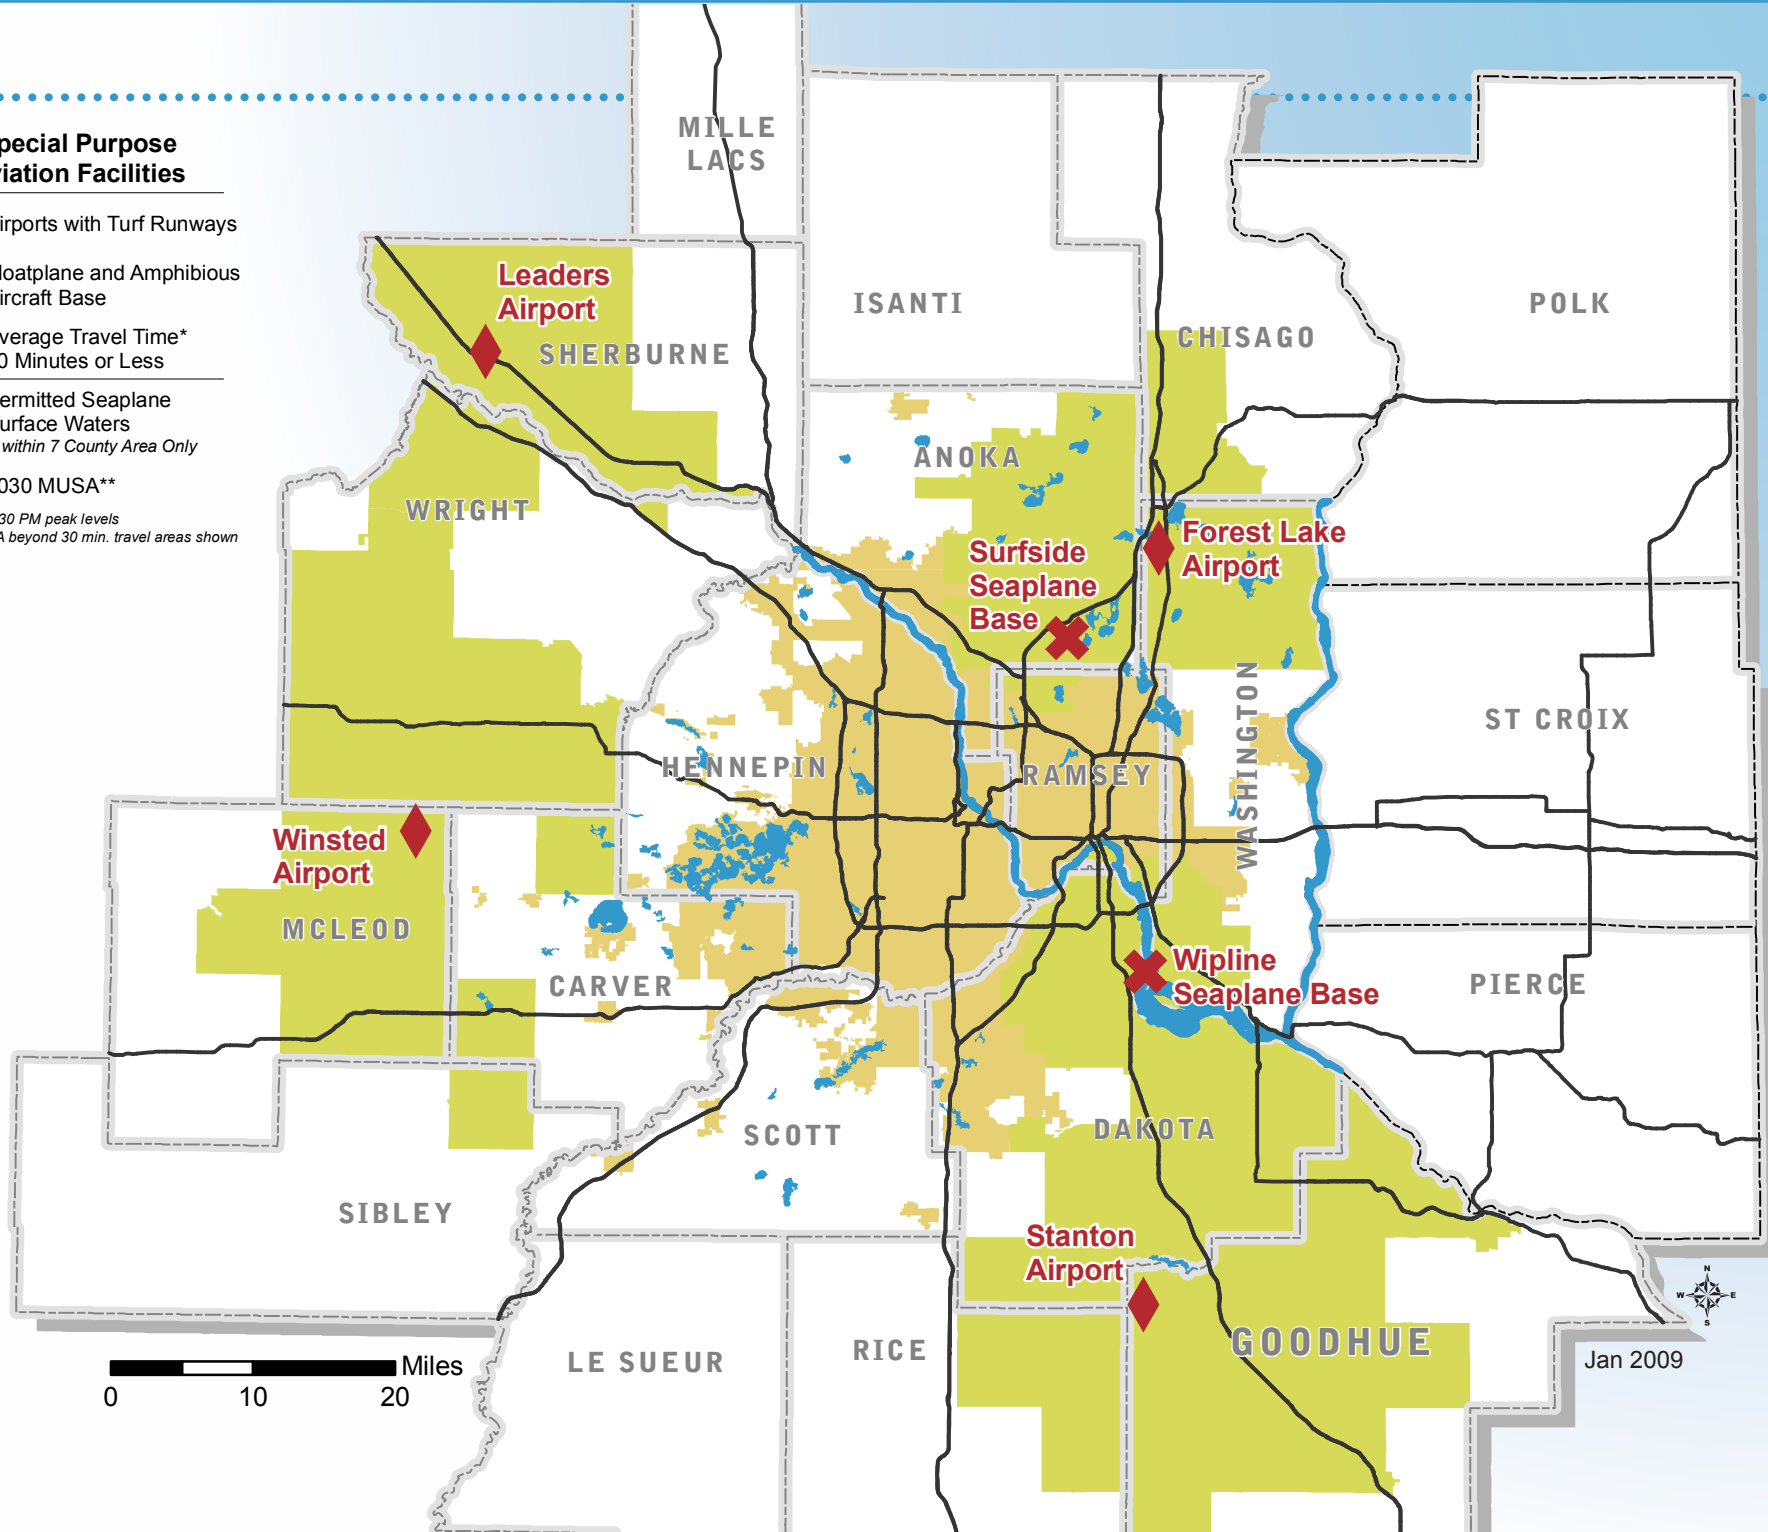 pecial Purpose
viation Facilities
irports with Turf Runways
loatplane and Amphibious
ircraft Base
verage Travel Time*
0 Minutes or Less
ermitted Seaplane
urface Waters
within 7 County Area Only
030 MUSA**
30 PM peak levels
A beyond 30 min. travel areas shown
MILLE
LACS
Leaders
Airport
SHERBURNE
ISANTI
CHISAGO
POLK
ANOKA
WRIGHT
Forest Lake
Airport
Surfside
Seaplane
Base
WASHINGTON
ST CROIX
HENNEPIN
RAMSEY
Winsted
Airport
MCLEOD
CARVER
Wipline
Seaplane Base
PIERCE
SCOTT
DAKOTA
SIBLEY
Stanton
Airport
GOODHUE
LE SUEUR
RICE
N
W
E
S
Jan 2009
Miles
0 10 20